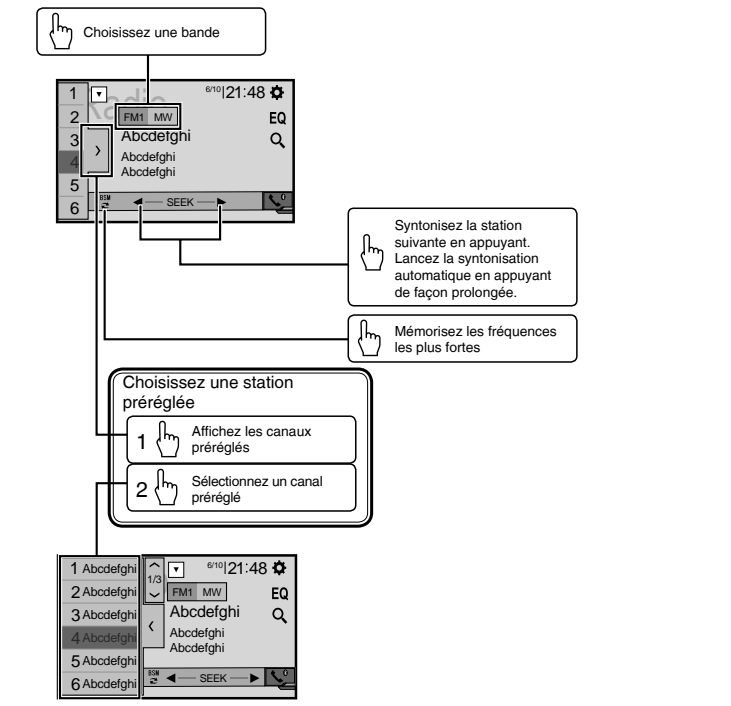 Choisissez une bande
1
2
3
4
5
6
Radio
6/10 21:48
FM1 MW
EQ
Abcdefghi
Abcdefghi
Abcdefghi
BSM
SEEK
Syntonisez la station
suivante en appuyant.
Lancez la syntonisation
automatique en appuyant
de façon prolongée.
Mémorisez les fréquences
les plus fortes
Choisissez une station
préréglée
1 Affichez les canaux
préréglés
2 Sélectionnez un canal
préréglé
1 Abcdefghi
2 Abcdefghi
3 Abcdefghi
4 Abcdefghi
5 Abcdefghi
6 Abcdefghi
1/3
6/10 21:48
FM1 MW
EQ
Abcdefghi
Abcdefghi
Abcdefghi
BSM
SEEK